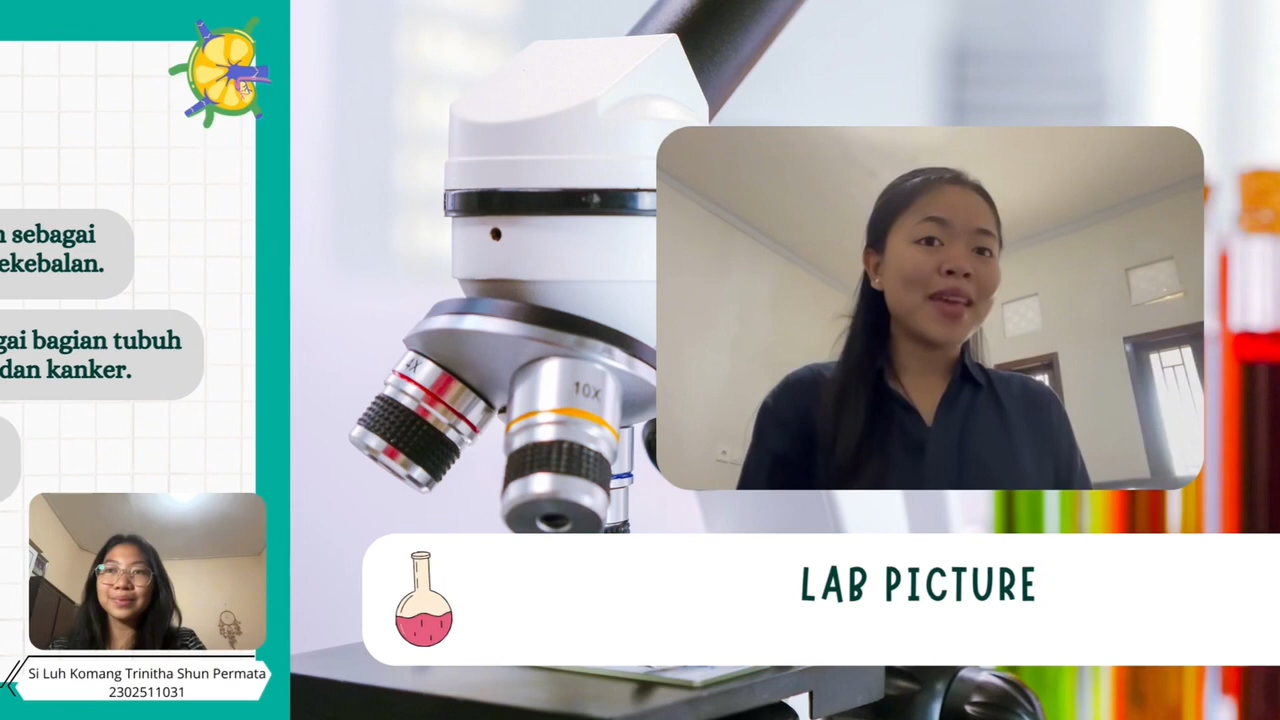 n sebagai
ekebalan.
gai bagian tubuh
dan kanker.
Si Luh Komang Trinitha Shun Permata
2302511031
4X
10X
LAB PICTURE